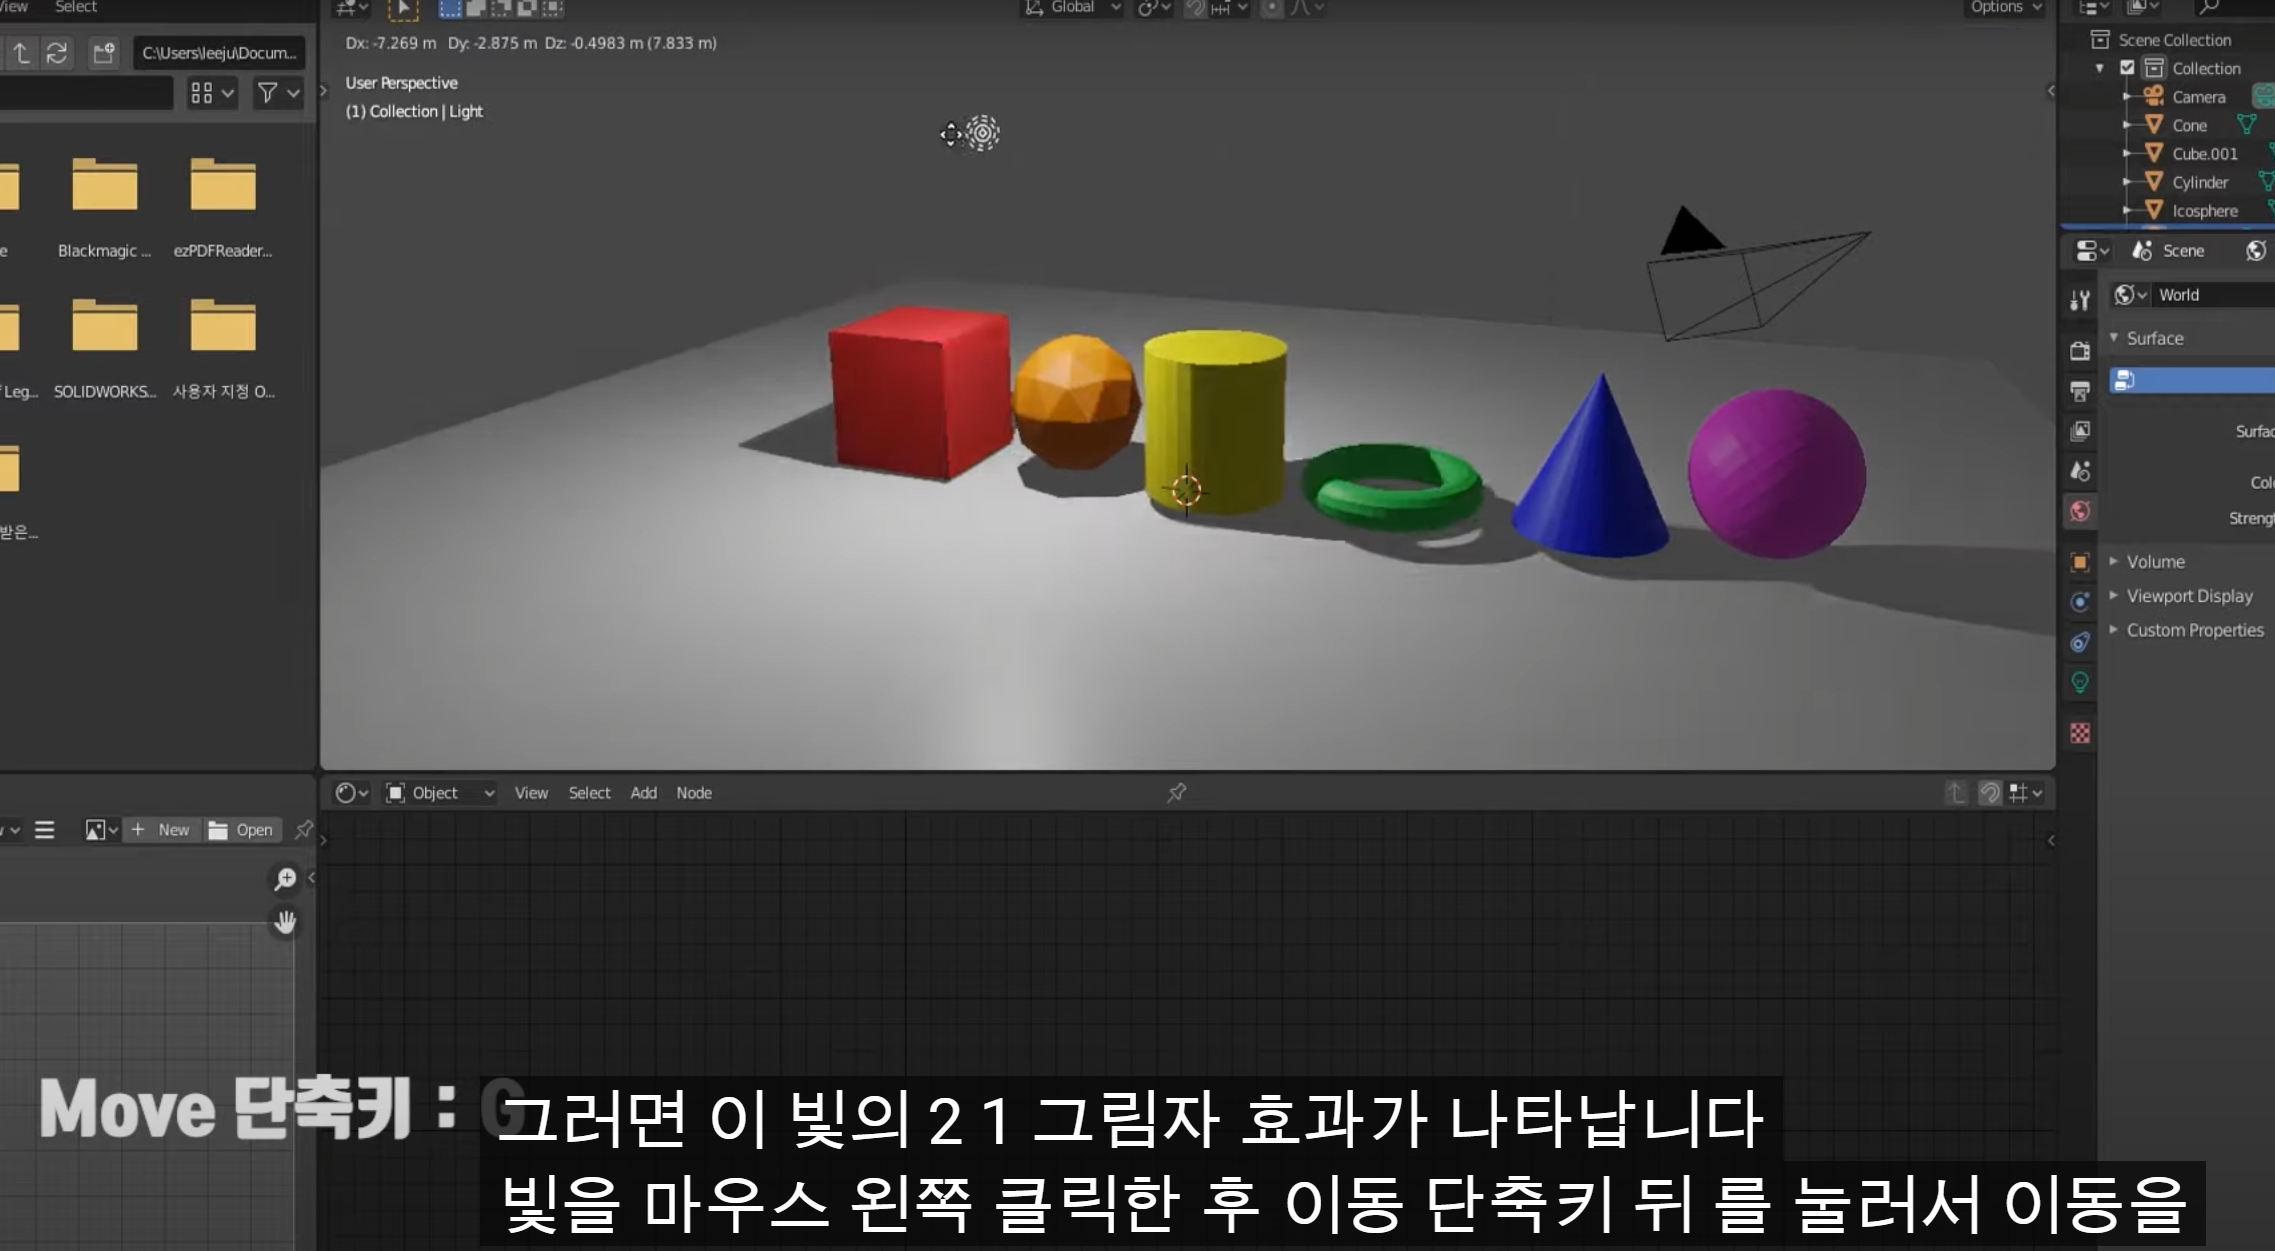 View Select
Global
Options
C:\Users\leeju\Docum...
Dx: -7.269 m Dy: -2.875 m Dz: -0.4983 m (7.833 m)
User Perspective
(1) Collection | Light
Scene Collection
Collection
Camera
Cone
Cube.001
Cylinder
Icosphere
e
Blackmagic ...
ezPDFReader...
Leg...
SOLIDWORKS...
사용자 지정 O...
받은...
Scene
World
Surface
Surfac
Colo
Strengt
Volume
Viewport Display
Custom Properties
Object View Select Add Node
New Open
Move 단축키 : G
그러면 이 빛의 2 1 그림자 효과가 나타납니다
빛을 마우스 왼쪽 클릭한 후 이동 단축키 뒤 를 눌러서 이동을